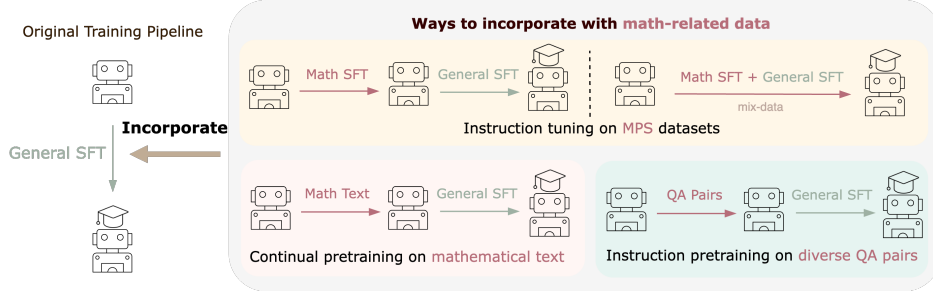 Original Training Pipeline
General SFT
Incorporate
Ways to incorporate with math-related data
Math SFT
General SFT
Math SFT + General SFT
mix-data
Instruction tuning on MPS datasets
Math Text
General SFT
Continual pretraining on mathematical text
QA Pairs
General SFT
Instruction pretraining on diverse QA pairs